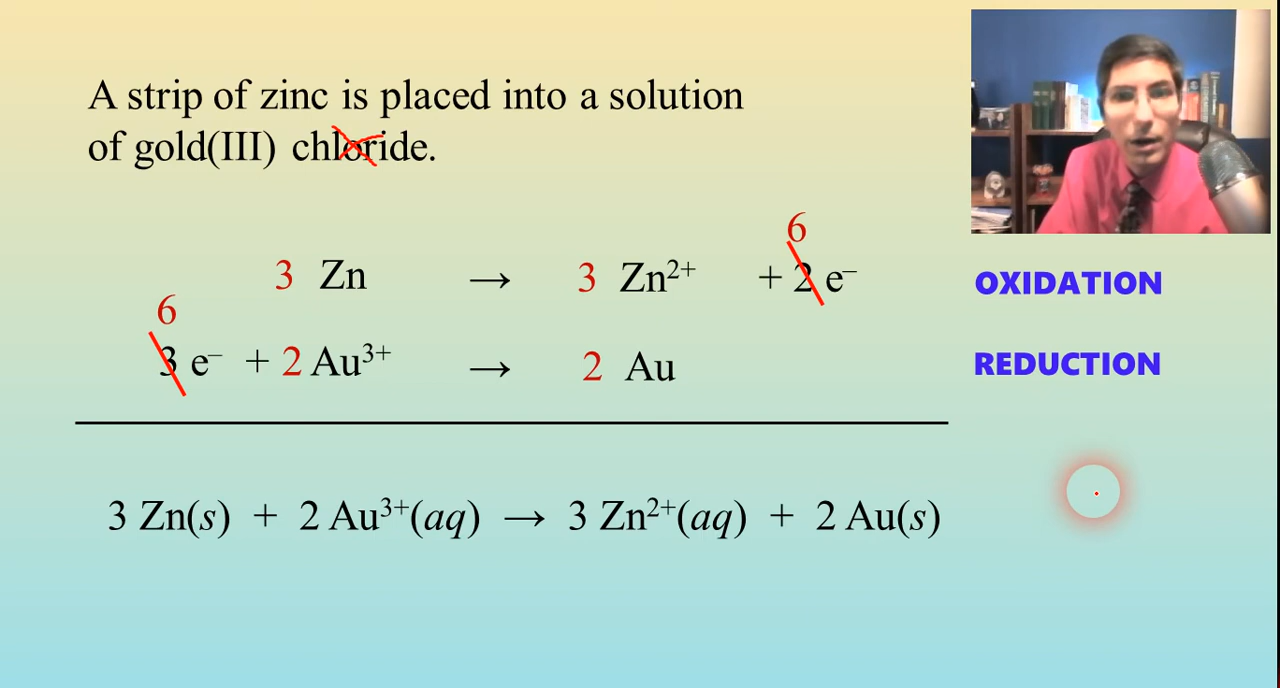 A strip of zinc is placed into a solution
of gold(III) chloride.
6
3 Zn → 3 Zn²⁺ + 2 e⁻ OXIDATION
6
3 e⁻ + 2 Au³⁺ → 2 Au REDUCTION
3 Zn(s) + 2 Au³⁺(aq) → 3 Zn²⁺(aq) + 2 Au(s)